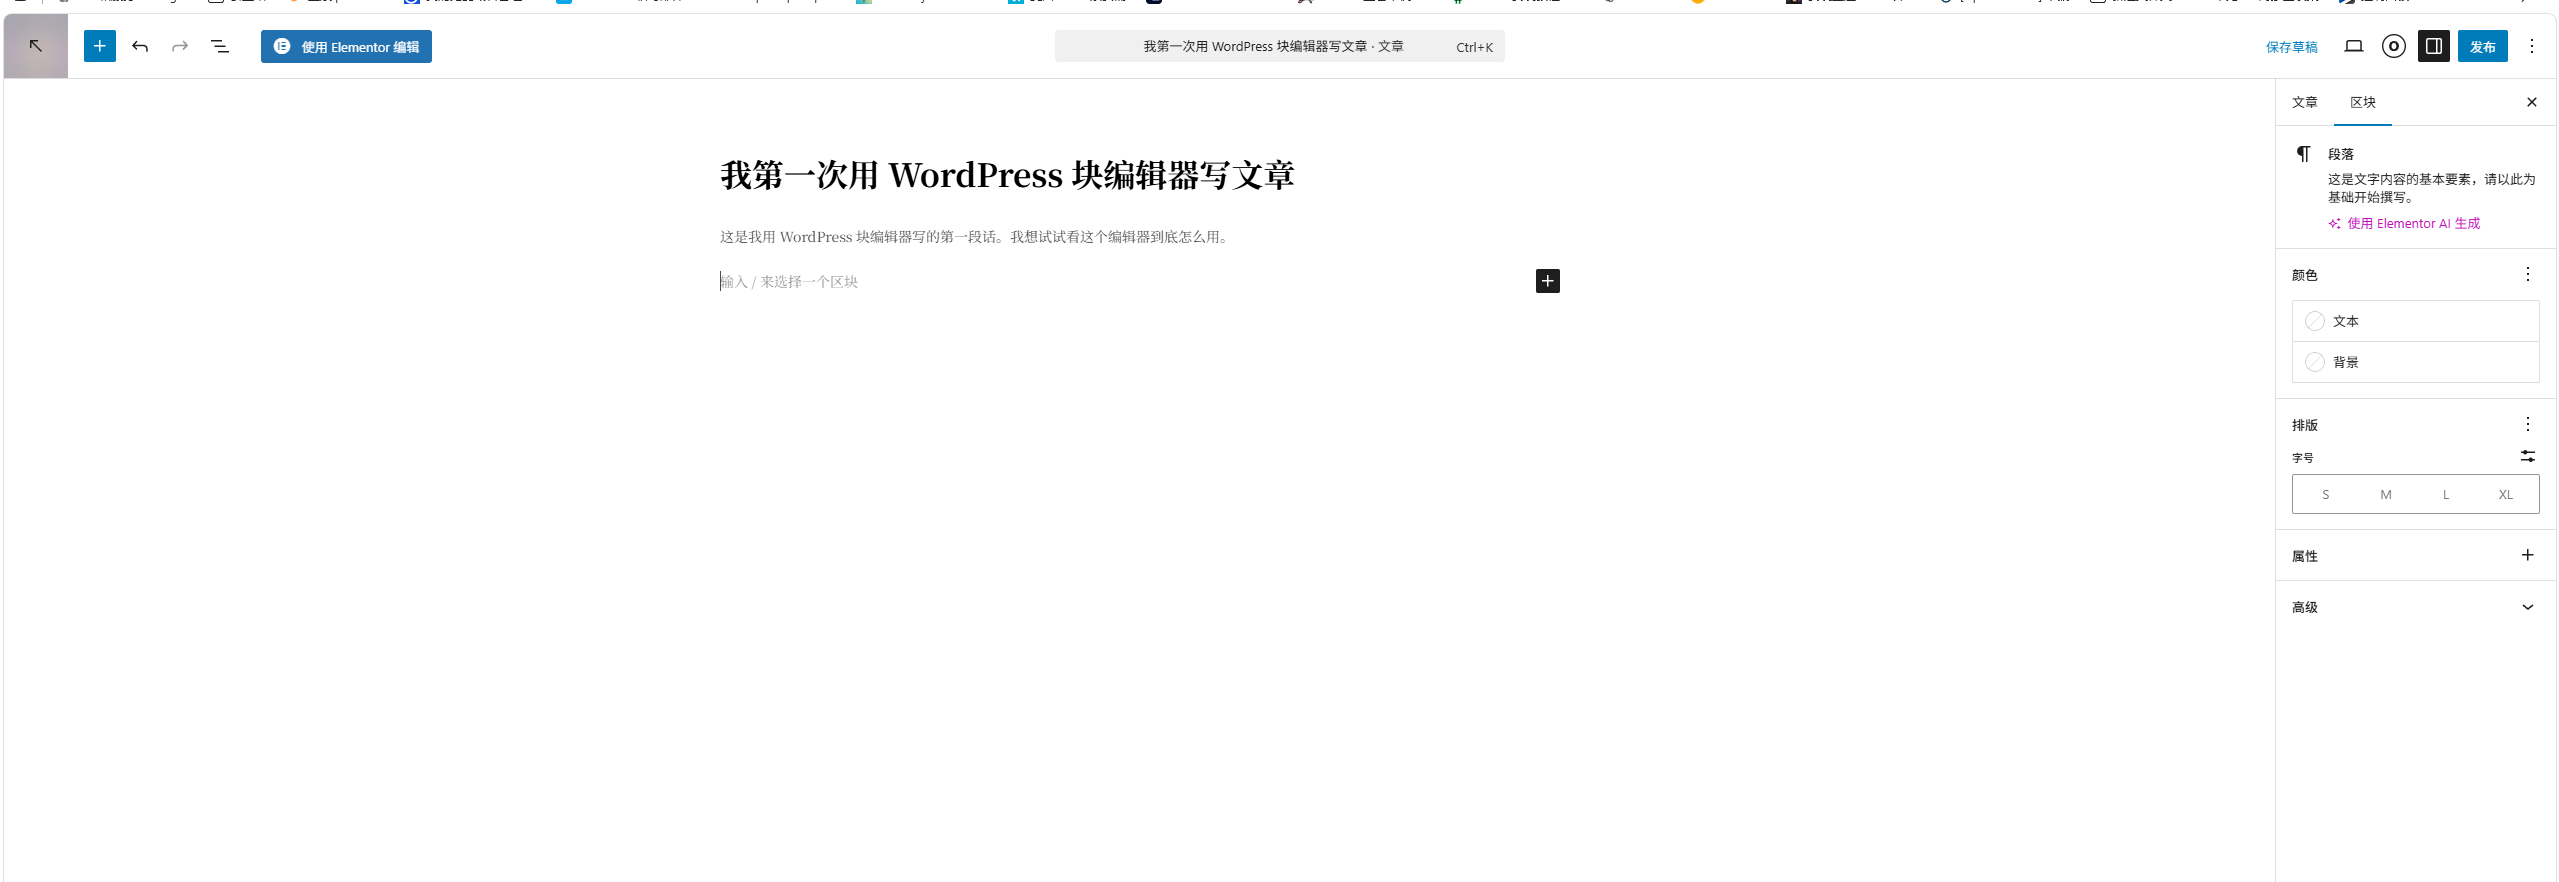 使用 Elementor 编辑
我第一次用 WordPress 块编辑器写文章 · 文章 Ctrl+K
保存草稿
发布
文章 区块
我第一次用 WordPress 块编辑器写文章
这是我用 WordPress 块编辑器写的第一段话。我想试试看这个编辑器到底怎么用。
输入 / 来选择一个区块
段落
这是文字内容的基本要素，请以此为
基础开始撰写。
使用 Elementor AI 生成
颜色
文本
背景
排版
字号
S M L XL
属性
高级